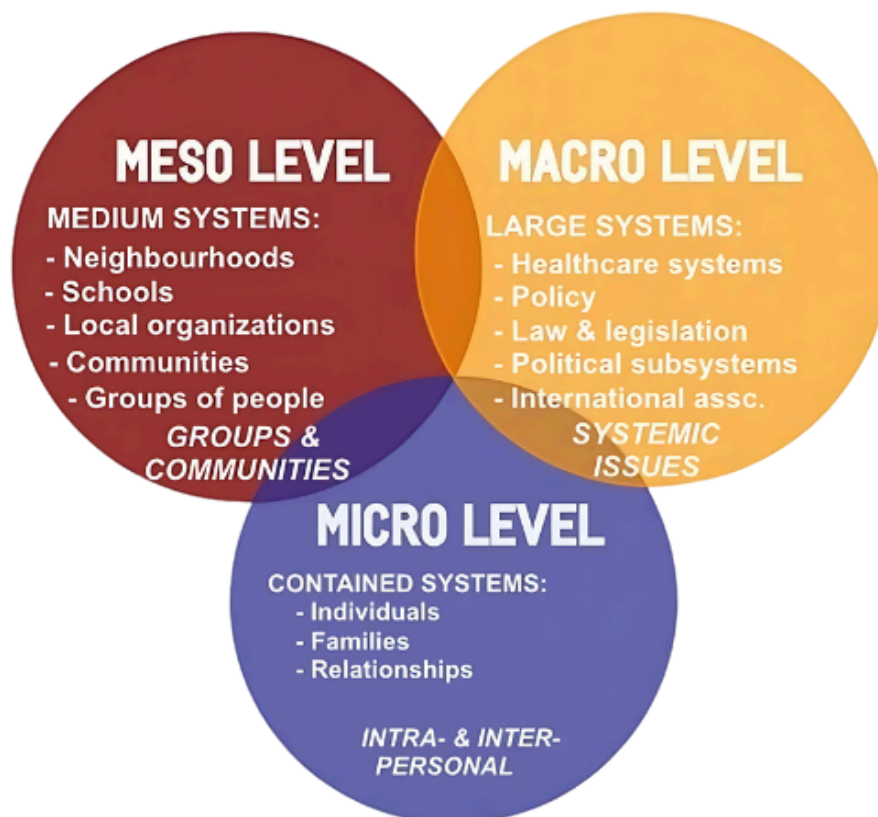 MESO LEVEL
MEDIUM SYSTEMS:
- Neighbourhoods
- Schools
- Local organizations
- Communities
- Groups of people
GROUPS &
COMMUNITIES
MACRO LEVEL
LARGE SYSTEMS:
- Healthcare systems
- Policy
- Law & legislation
- Political subsystems
- International assc.
SYSTEMIC
ISSUES
MICRO LEVEL
CONTAINED SYSTEMS:
- Individuals
- Families
- Relationships
INTRA- & INTER-
PERSONAL